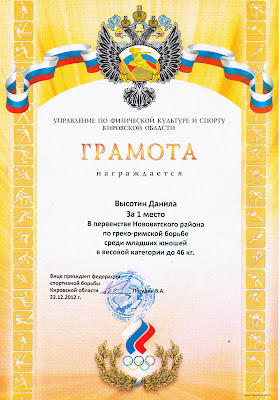 УПРАВЛЕНИЕ ПО ФИЗИЧЕСКОЙ КУЛЬТУРЕ И СПОРТУ
КИРОВСКОЙ ОБЛАСТИ
ГРАМОТА
награждается
Высотин Данила
За 1 место
В первенстве Нововятского района
по греко-римской борьбе
среди младших юношей
в весовой категории до 46 кг.
Вице президент федерации
спортивной борьбы
Кировской области
23.12.2012 г.